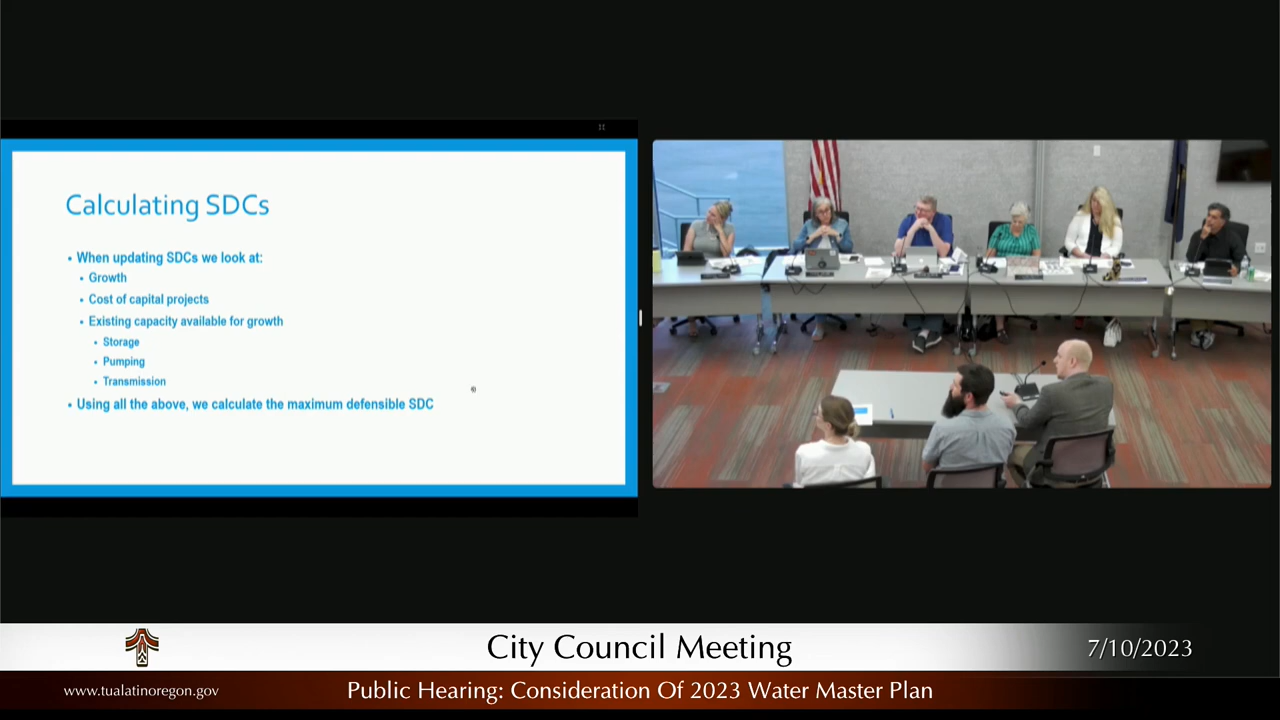 Calculating SDCs
• When updating SDCs we look at:
• Growth
• Cost of capital projects
• Existing capacity available for growth
• Storage
• Pumping
• Transmission
• Using all the above, we calculate the maximum defensible SDC
City Council Meeting
7/10/2023
www.tualatinoregon.gov
Public Hearing: Consideration Of 2023 Water Master Plan